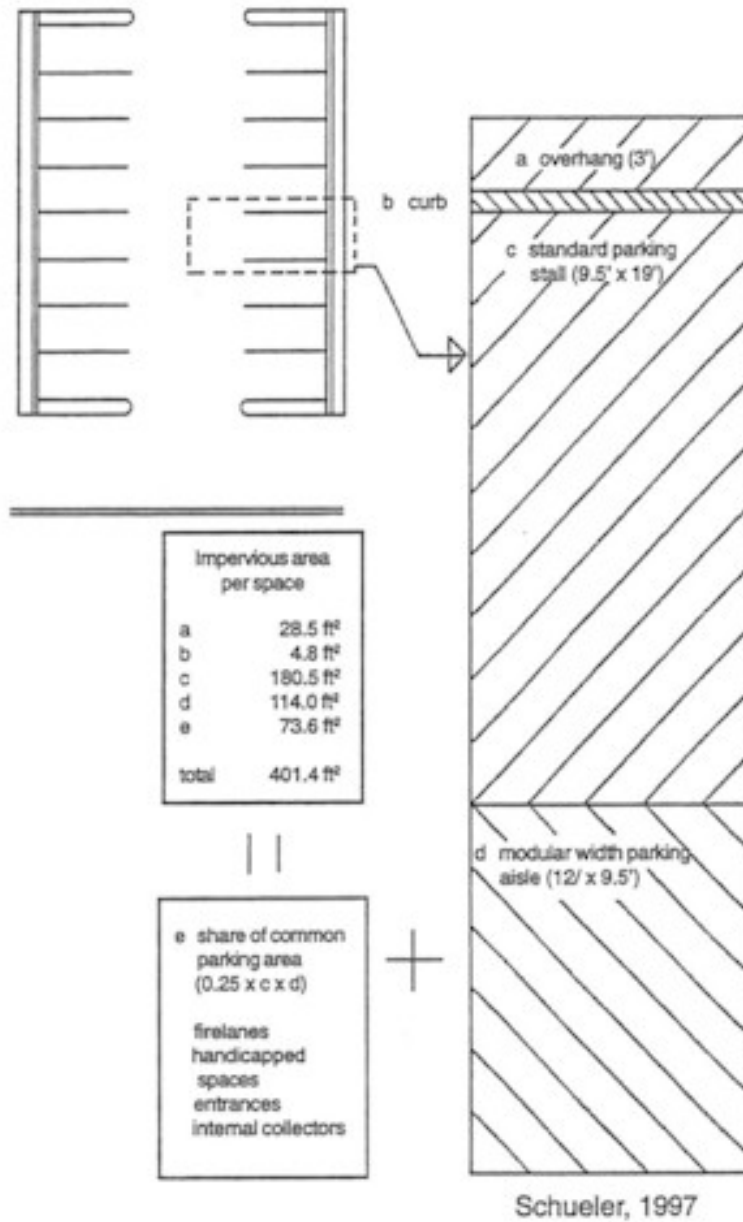 a overhang (3')
b curb
c standard parking
stall (9.5' x 19')
Impervious area
per space
a 28.5 ft²
b 4.8 ft²
c 180.5 ft²
d 114.0 ft²
e 73.6 ft²
total 401.4 ft²
d modular width parking
aisle (12/ x 9.5')
e share of common
parking area
(0.25 x c x d)
firelanes
handicapped
spaces
entrances
internal collectors
Schueler, 1997